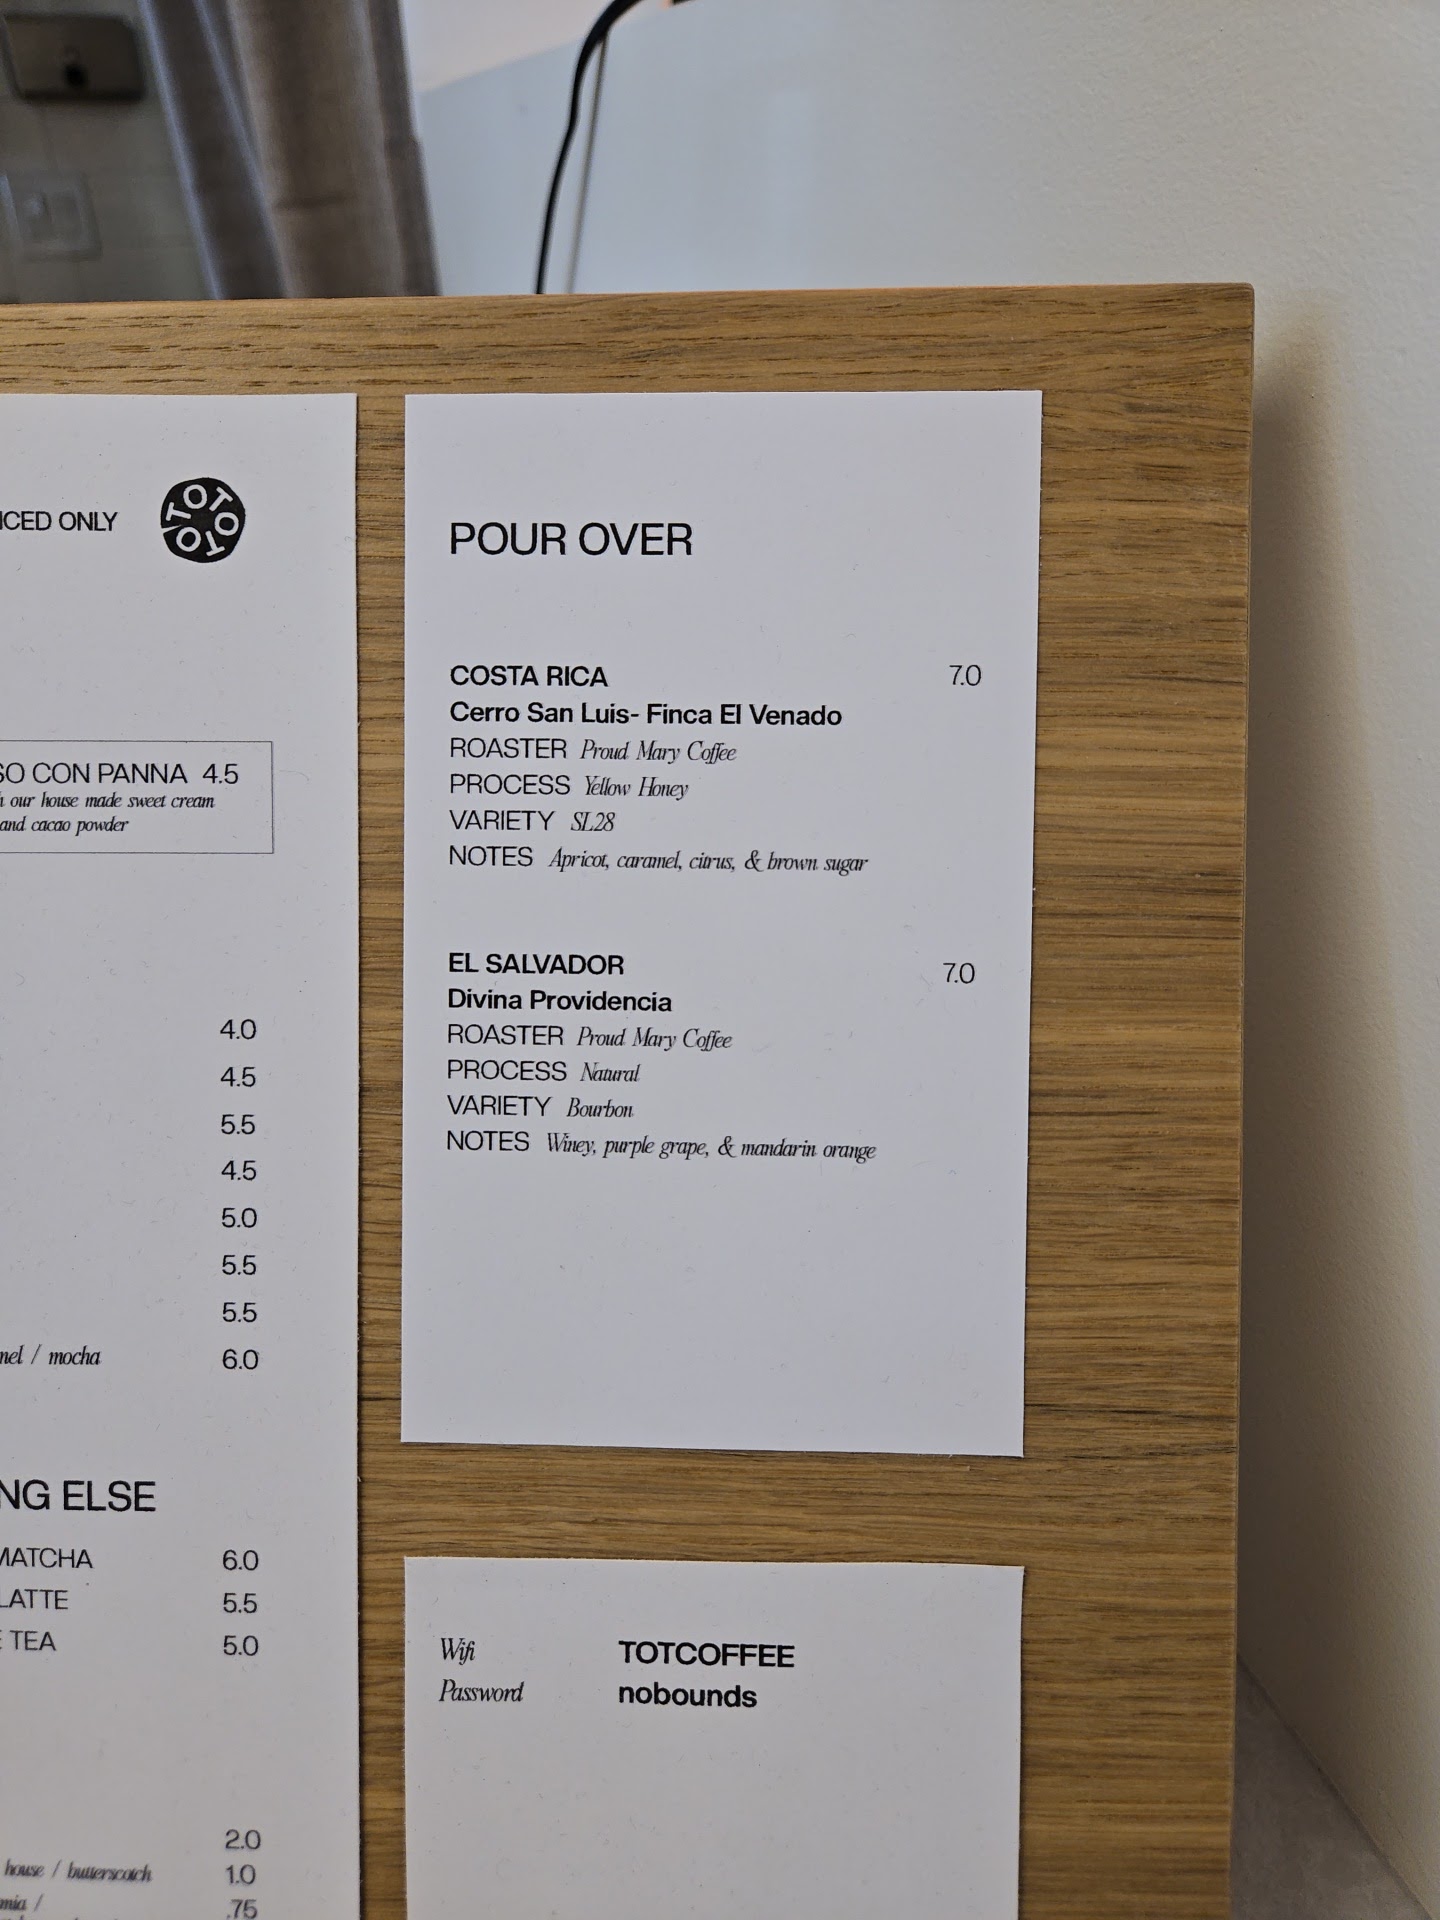 ICED ONLY
TOT TOT TOT
CON PANNA 4.5
our house made sweet cream
and cacao powder
4.0
4.5
5.5
4.5
5.0
5.5
5.5
/ mocha 6.0
ELSE
MATCHA 6.0
LATTE 5.5
TEA 5.0
2.0
house / butterscotch 1.0
/ .75
POUR OVER
COSTA RICA 7.0
Cerro San Luis- Finca El Venado
ROASTER Proud Mary Coffee
PROCESS Yellow Honey
VARIETY SL28
NOTES Apricot, caramel, citrus, & brown sugar
EL SALVADOR 7.0
Divina Providencia
ROASTER Proud Mary Coffee
PROCESS Natural
VARIETY Bourbon
NOTES Winey, purple grape, & mandarin orange
Wifi TOTCOFFEE
Password nobounds